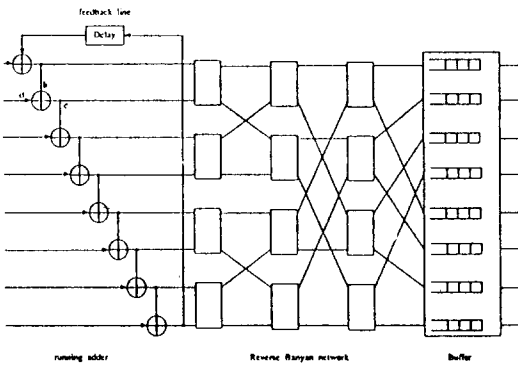 feedback line
Delay
b
d
c
running adder
Reverse Banyan network
Buffer